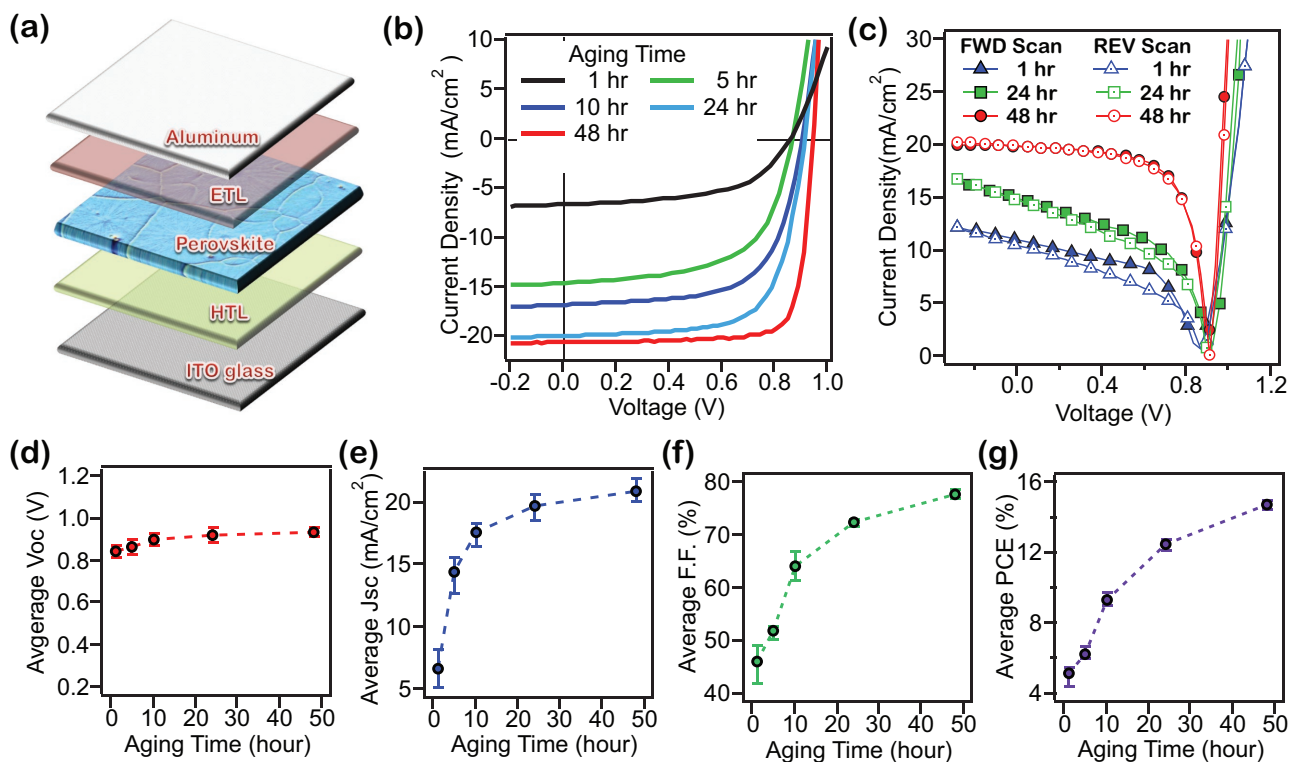 (a)
Aluminum
ETL
Perovskite
HTL
ITO glass
(b)
Aging Time
1 hr
5 hr
10 hr
24 hr
48 hr
Current Density (mA/cm²)
10
5
0
-5
-10
-15
-20
-0.2
0.0
0.2
0.4
0.6
0.8
1.0
Voltage (V)
(c)
FWD Scan
REV Scan
1 hr
1 hr
24 hr
24 hr
48 hr
48 hr
Current Density(mA/cm²)
30
25
20
15
10
5
0
0.0
0.4
0.8
1.2
Voltage (V)
(d)
Avgerage Voc (V)
1.2
1.0
0.8
0.6
0.4
0.2
0 10 20 30 40 50
Aging Time (hour)
(e)
Average Jsc (mA/cm²)
20
15
10
5
0 10 20 30 40 50
Aging Time (hour)
(f)
Average F.F. (%)
80
70
60
50
40
0 10 20 30 40 50
Aging Time (hour)
(g)
Average PCE (%)
16
12
8
4
0 10 20 30 40 50
Aging Time (hour)